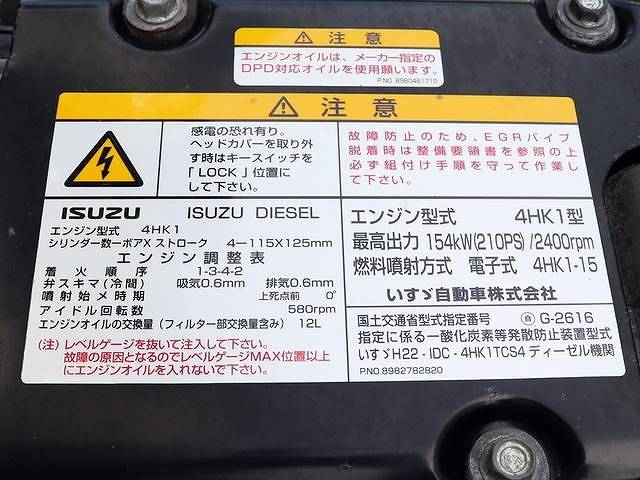 注意
エンジンオイルは、メーカー指定の
DPD対応オイルを使用願います。
P.NO. 8980461710
注意
感電の恐れ有り。
ヘッドカバーを取り外
す時はキースイッチを
「LOCK」位置に
して下さい。
故障防止のため、EGRパイプ
脱着時は整備要領書を参照の上
必ず組付け手順を守って作業し
て下さい。
ISUZU ISUZU DIESEL
エンジン型式 4HK1
シリンダー数ーボアX ストローク 4ー115X125mm
エンジン調整表
着火順序 1-3-4-2
弁スキマ(冷間) 吸気0.6mm 排気0.6mm
噴射始メ時期 上死点前 0°
アイドル回転数 580rpm
エンジンオイルの交換量(フィルター部交換量含み) 12L
(注)レベルゲージを抜いて注入して下さい。
故障の原因となるのでレベルゲージMAX位置以上
にエンジンオイルを入れないで下さい。
エンジン型式 4HK1型
最高出力 154kW(210PS)/2400rpm
燃料噴射方式 電子式 4HK1-15
いすゞ自動車株式会社
国土交通省型式指定番号 自 G-2616
指定に係る一酸化炭素等発散防止装置型式
いすゞH22-IDC-4HK1TCS4 ディーゼル機関
P.NO. 8982782820